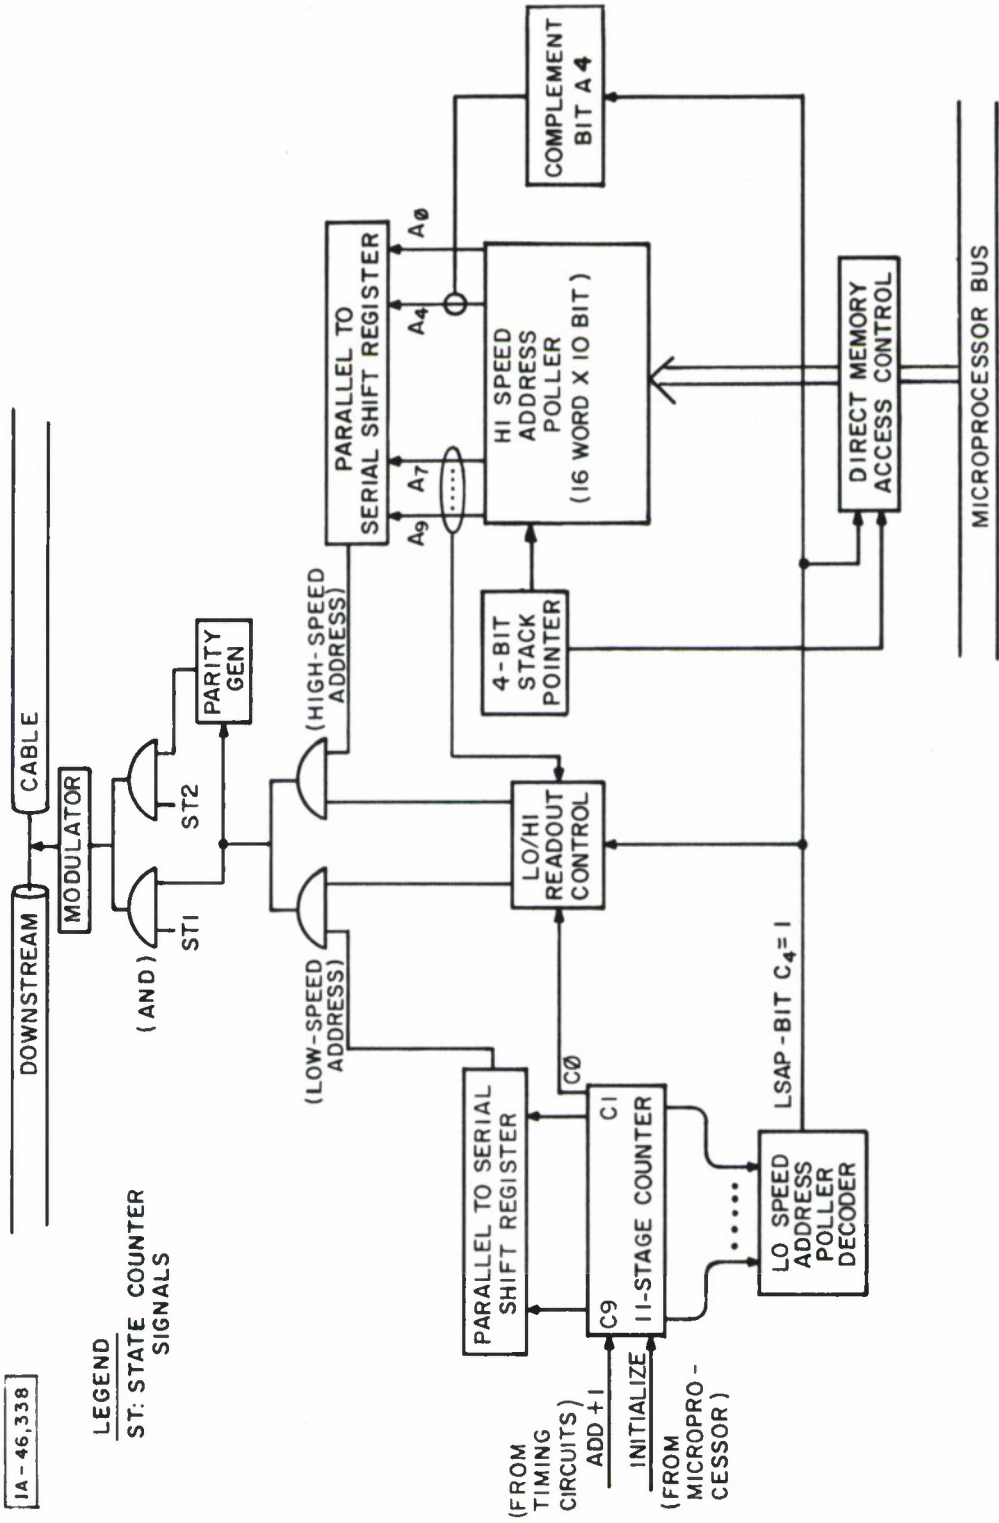 IA-46,338
LEGEND
ST: STATE COUNTER
SIGNALS
DOWNSTREAM
CABLE
MODULATOR
(AND)
ST1
ST2
PARITY
GEN
(LOW-SPEED
ADDRESS)
(HIGH-SPEED
ADDRESS)
PARALLEL TO
SERIAL SHIFT REGISTER
A9
A7
A4
AØ
COMPLEMENT
BIT A4
HI SPEED
ADDRESS
POLLER
(16 WORD X 10 BIT)
4-BIT
STACK
POINTER
LO/HI
READOUT
CONTROL
PARALLEL TO SERIAL
SHIFT REGISTER
CØ
C9
C1
11-STAGE COUNTER
(FROM
TIMING
CIRCUITS)
ADD +1
INITIALIZE
(FROM
MICROPRO-
CESSOR)
LO SPEED
ADDRESS
POLLER
DECODER
LSAP-BIT C4=1
DIRECT MEMORY
ACCESS CONTROL
MICROPROCESSOR BUS